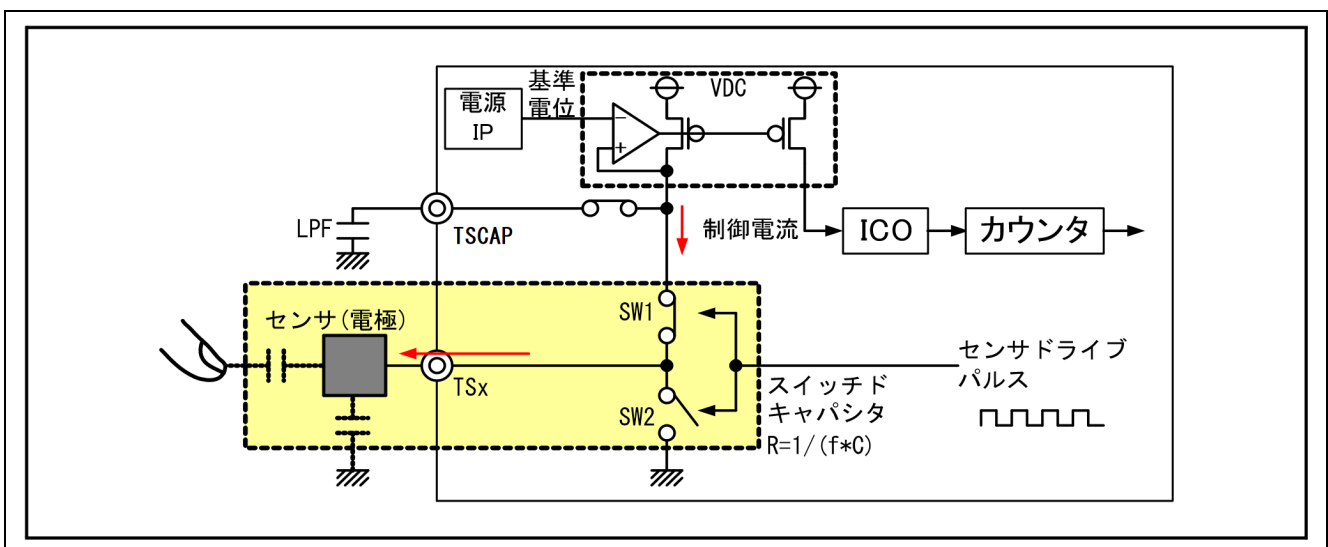 電源
IP
基準
電位
VDC
−
+
LPF
TSCAP
制御電流
ICO
カウンタ
センサ(電極)
SW1
TSx
SW2
スイッチド
キャパシタ
R=1/(f*C)
センサドライブ
パルス